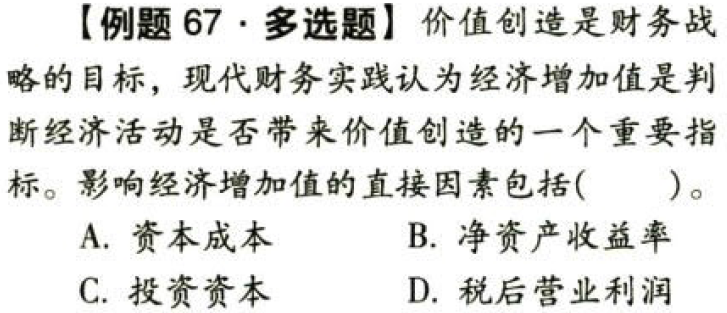 【例题 67·多选题】价值创造是财务战
略的目标，现代财务实践认为经济增加值是判
断经济活动是否带来价值创造的一个重要指
标。影响经济增加值的直接因素包括(　　)。
A. 资本成本　　B. 净资产收益率
C. 投资资本　　D. 税后营业利润